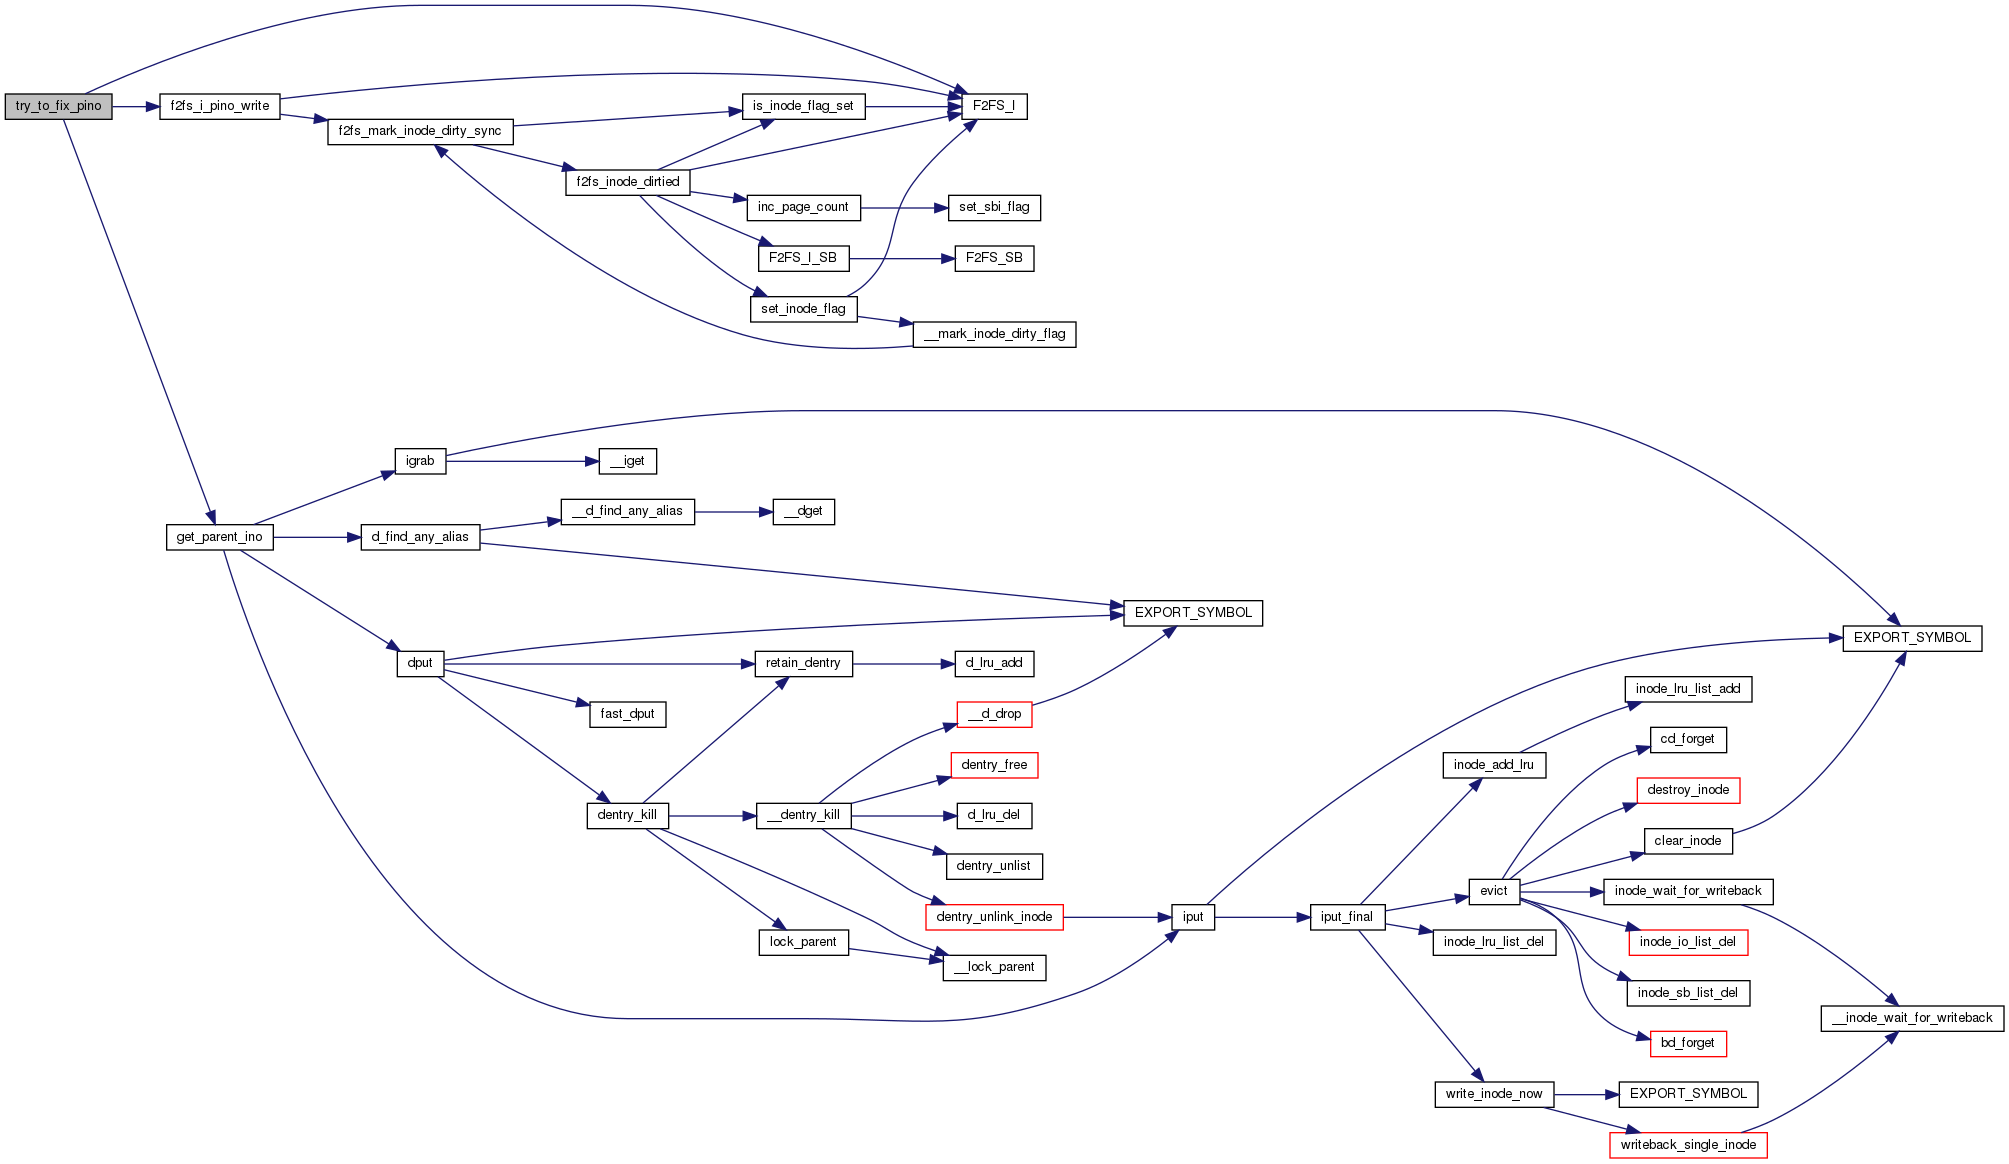 try_to_fix_pino
f2fs_i_pino_write
f2fs_mark_inode_dirty_sync
is_inode_flag_set
F2FS_I
f2fs_inode_dirtied
inc_page_count
set_sbi_flag
F2FS_I_SB
F2FS_SB
set_inode_flag
__mark_inode_dirty_flag
igrab
__iget
get_parent_ino
d_find_any_alias
__d_find_any_alias
__dget
EXPORT_SYMBOL
EXPORT_SYMBOL
dput
retain_dentry
d_lru_add
fast_dput
__d_drop
dentry_free
dentry_kill
__dentry_kill
d_lru_del
dentry_unlist
dentry_unlink_inode
lock_parent
__lock_parent
iput
iput_final
inode_add_lru
inode_lru_list_add
cd_forget
destroy_inode
clear_inode
evict
inode_wait_for_writeback
inode_lru_list_del
inode_io_list_del
inode_sb_list_del
__inode_wait_for_writeback
bd_forget
write_inode_now
EXPORT_SYMBOL
writeback_single_inode